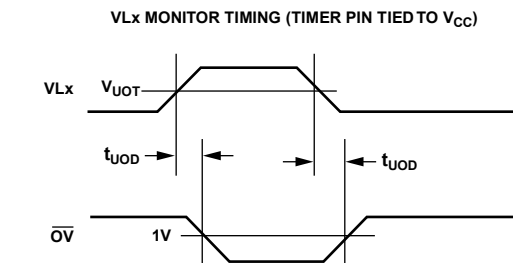 VLx MONITOR TIMING (TIMER PIN TIED TO VCC)
VLx
VUOT
tUOD
tUOD
OV
1V